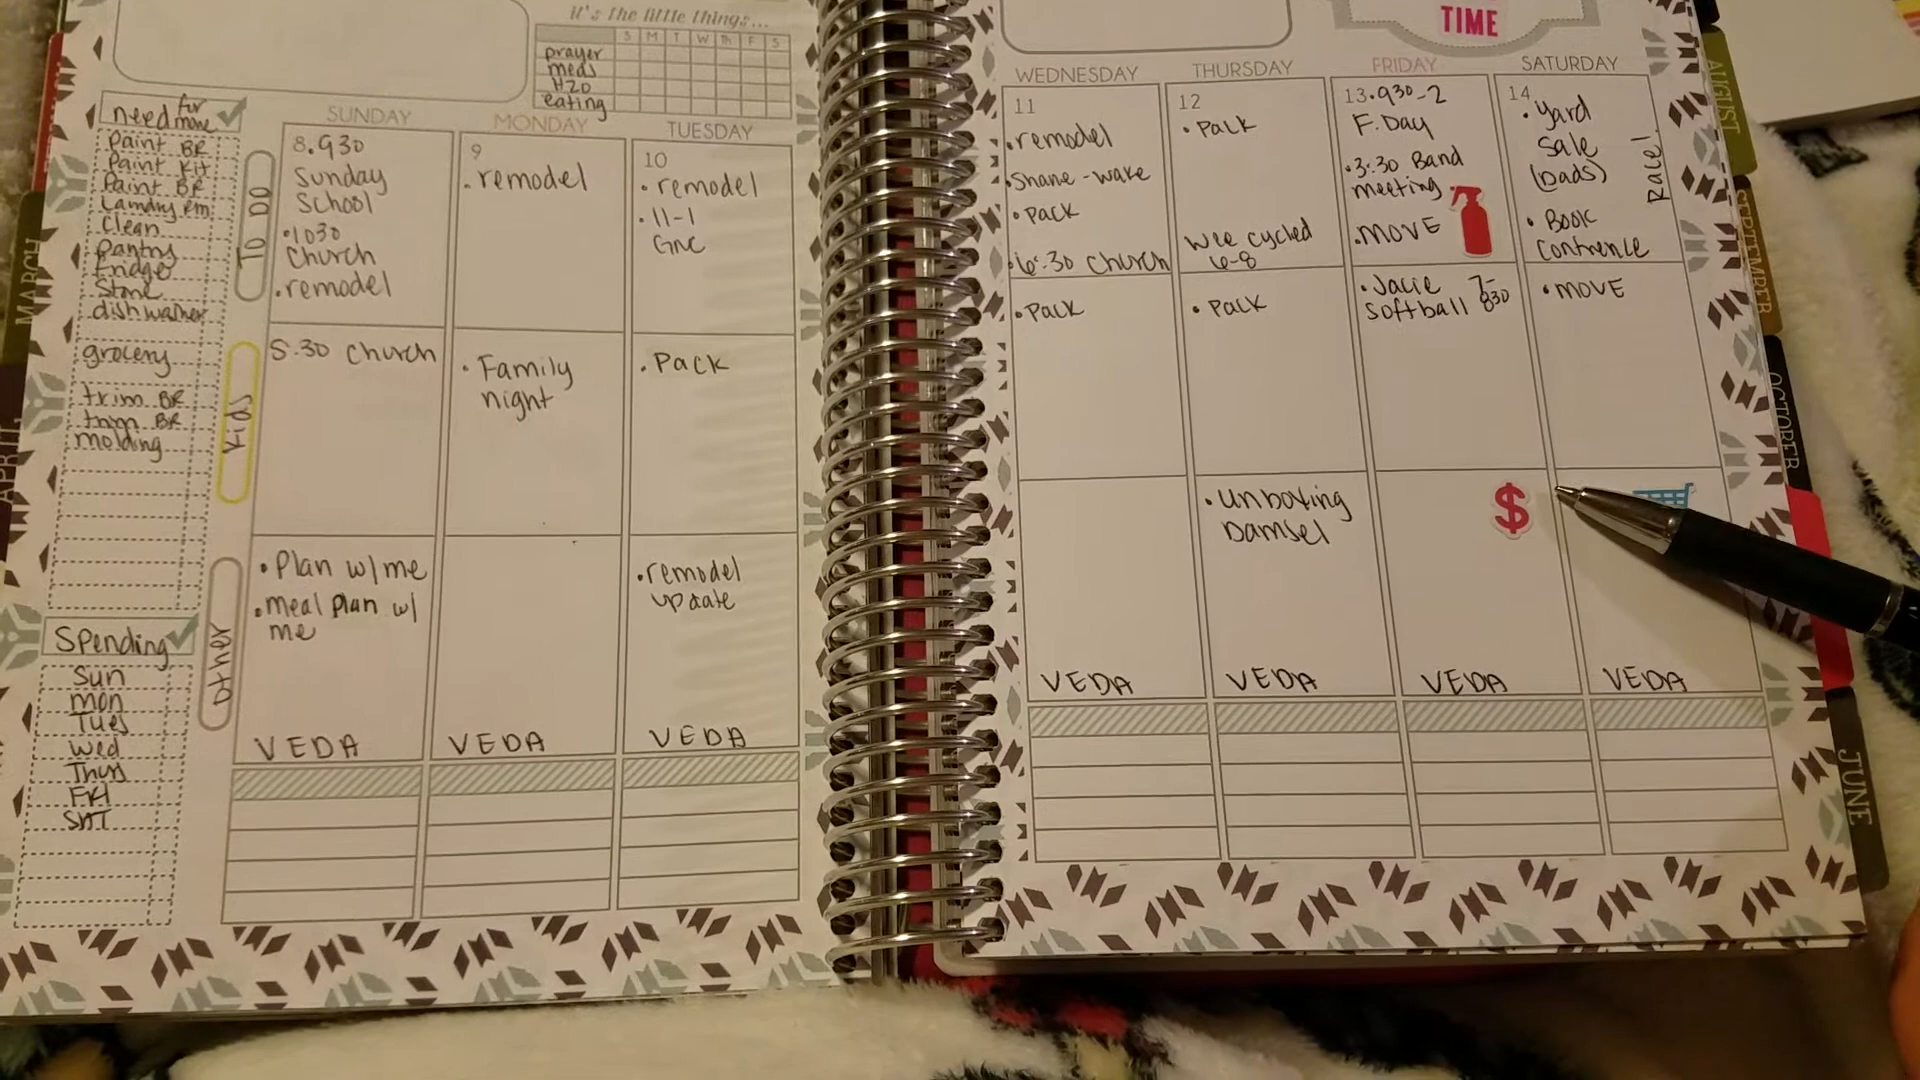 it's the little things...
S M T W Th F S
prayer
meds
H2O
eating
need for
move
Paint BR
Paint Kit
Paint BR
Laundry rm.
Clean
Pantry
Fridge
Stove
dishwasher
grocery
trim BR
trim BR
molding
Spending
Sun
mon
Tues
Wed
Thurs
FRI
SAT
TO DO
Kids
other
SUNDAY
8 . 930
Sunday
School
• 1030
Church
• remodel
5:30 Church
• Plan w/me
• meal plan w/
me
VEDA
MONDAY
9
• remodel
• Family
night
VEDA
TUESDAY
10
• remodel
• 11-1
GNC
• Pack
• remodel
update
VEDA
TIME
WEDNESDAY
11
• remodel
• Shane - wake
• Pack
• 6:30 Church
• Pack
VEDA
THURSDAY
12
• Pack
Wee cycled
6-8
• Pack
• unboxing
Damsel
VEDA
FRIDAY
13 • 930-2
F. Day
• 3:30 Band
meeting
• MOVE
• Jacie 7-
softball 830
$
VEDA
SATURDAY
14 • Yard
Sale
(Dads)
Race!
• Book
Confrence
• MOVE
VEDA
MARCH
APRIL
AUGUST
SEPTEMBER
OCTOBER
JUNE